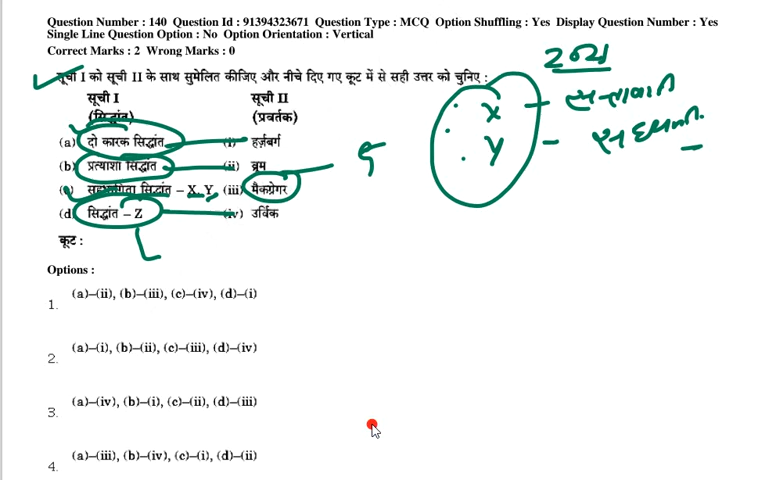 Question Number : 140 Question Id : 91394323671 Question Type : MCQ Option Shuffling : Yes Display Question Number : Yes
Single Line Question Option : No Option Orientation : Vertical
Correct Marks : 2 Wrong Marks : 0
सूची I को सूची II के साथ सुमेलित कीजिए और नीचे दिए गए कूट में से सही उत्तर को चुनिए :
सूची I सूची II
(सिद्धांत) (प्रवर्तक)
(a) दो कारक सिद्धांत (i) हर्ज़बर्ग
(b) प्रत्याशा सिद्धांत (ii) व्रूम
(c) सहभागिता सिद्धांत – X, Y (iii) मैकग्रेगर
(d) सिद्धांत – Z (iv) उर्विक
कूट :
X
Y
Options :
1. (a)–(ii), (b)–(iii), (c)–(iv), (d)–(i)
2. (a)–(i), (b)–(ii), (c)–(iii), (d)–(iv)
3. (a)–(iv), (b)–(i), (c)–(ii), (d)–(iii)
4. (a)–(iii), (b)–(iv), (c)–(i), (d)–(ii)